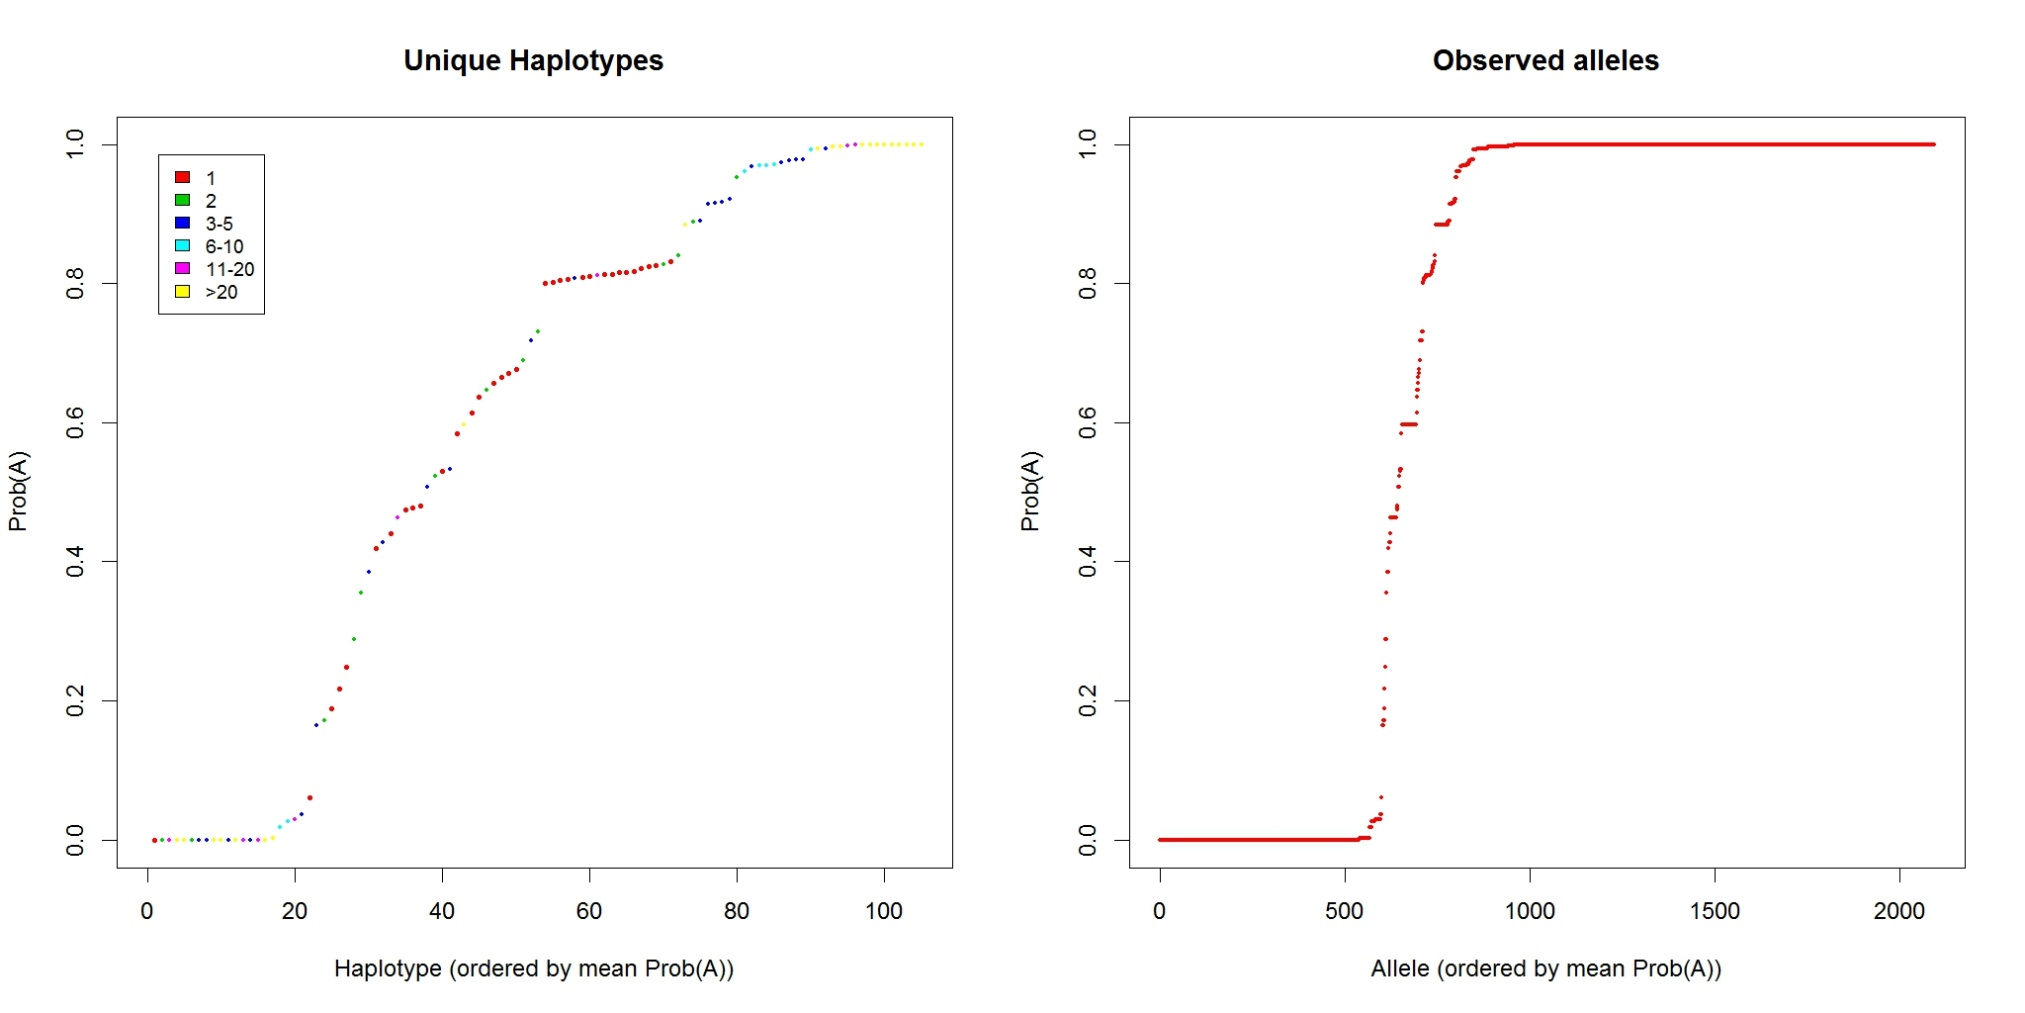 Unique Haplotypes
1.0
0.8
0.6
0.4
0.2
0.0
Prob(A)
1
2
3-5
6-10
11-20
>20
0 20 40 60 80 100
Haplotype (ordered by mean Prob(A))
Observed alleles
1.0
0.8
0.6
0.4
0.2
0.0
Prob(A)
0 500 1000 1500 2000
Allele (ordered by mean Prob(A))